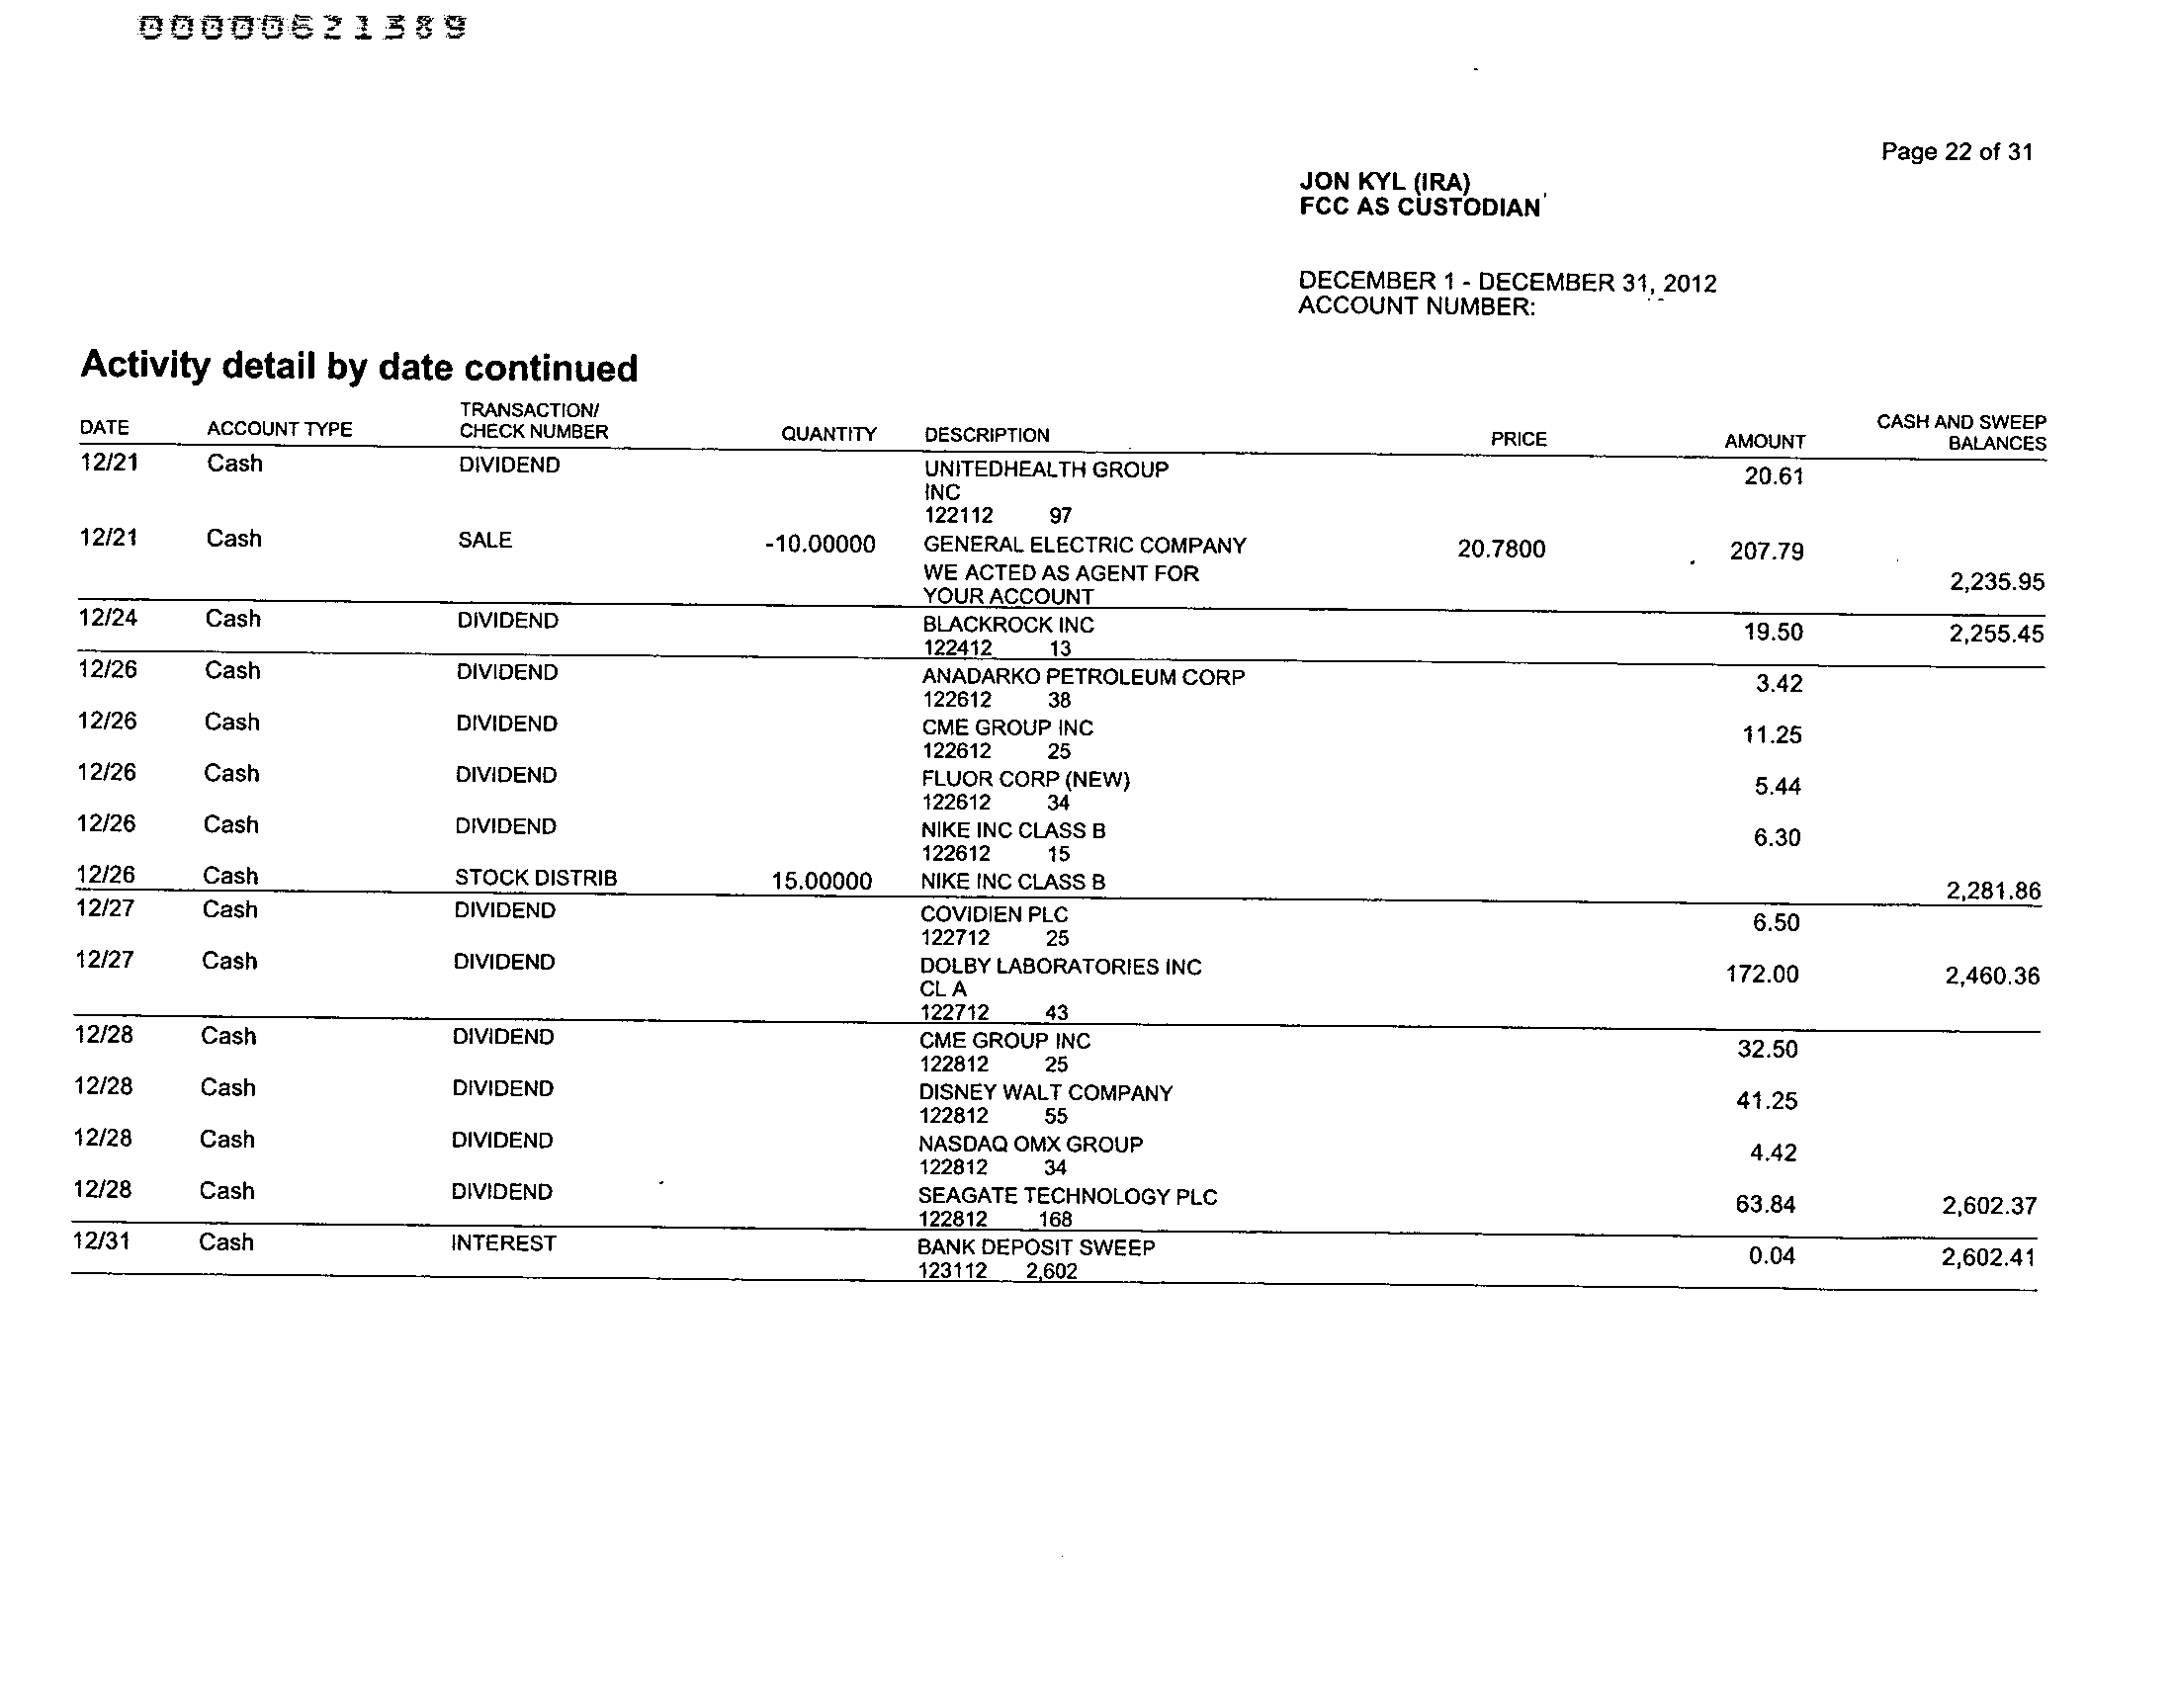 00000621389
Page 22 of 31
JON KYL (IRA)
FCC AS CUSTODIAN
DECEMBER 1 - DECEMBER 31, 2012
ACCOUNT NUMBER:
Activity detail by date continued
DATE ACCOUNT TYPE TRANSACTION/ CHECK NUMBER QUANTITY DESCRIPTION PRICE AMOUNT CASH AND SWEEP BALANCES
12/21 Cash DIVIDEND UNITEDHEALTH GROUP 20.61
INC
122112 97
12/21 Cash SALE -10.00000 GENERAL ELECTRIC COMPANY 20.7800 207.79
WE ACTED AS AGENT FOR 2,235.95
YOUR ACCOUNT
12/24 Cash DIVIDEND BLACKROCK INC 19.50 2,255.45
122412 13
12/26 Cash DIVIDEND ANADARKO PETROLEUM CORP 3.42
122612 38
12/26 Cash DIVIDEND CME GROUP INC 11.25
122612 25
12/26 Cash DIVIDEND FLUOR CORP (NEW) 5.44
122612 34
12/26 Cash DIVIDEND NIKE INC CLASS B 6.30
122612 15
12/26 Cash STOCK DISTRIB 15.00000 NIKE INC CLASS B 2,281.86
12/27 Cash DIVIDEND COVIDIEN PLC 6.50
122712 25
12/27 Cash DIVIDEND DOLBY LABORATORIES INC 172.00 2,460.36
CL A
122712 43
12/28 Cash DIVIDEND CME GROUP INC 32.50
122812 25
12/28 Cash DIVIDEND DISNEY WALT COMPANY 41.25
122812 55
12/28 Cash DIVIDEND NASDAQ OMX GROUP 4.42
122812 34
12/28 Cash DIVIDEND SEAGATE TECHNOLOGY PLC 63.84 2,602.37
122812 168
12/31 Cash INTEREST BANK DEPOSIT SWEEP 0.04 2,602.41
123112 2,602